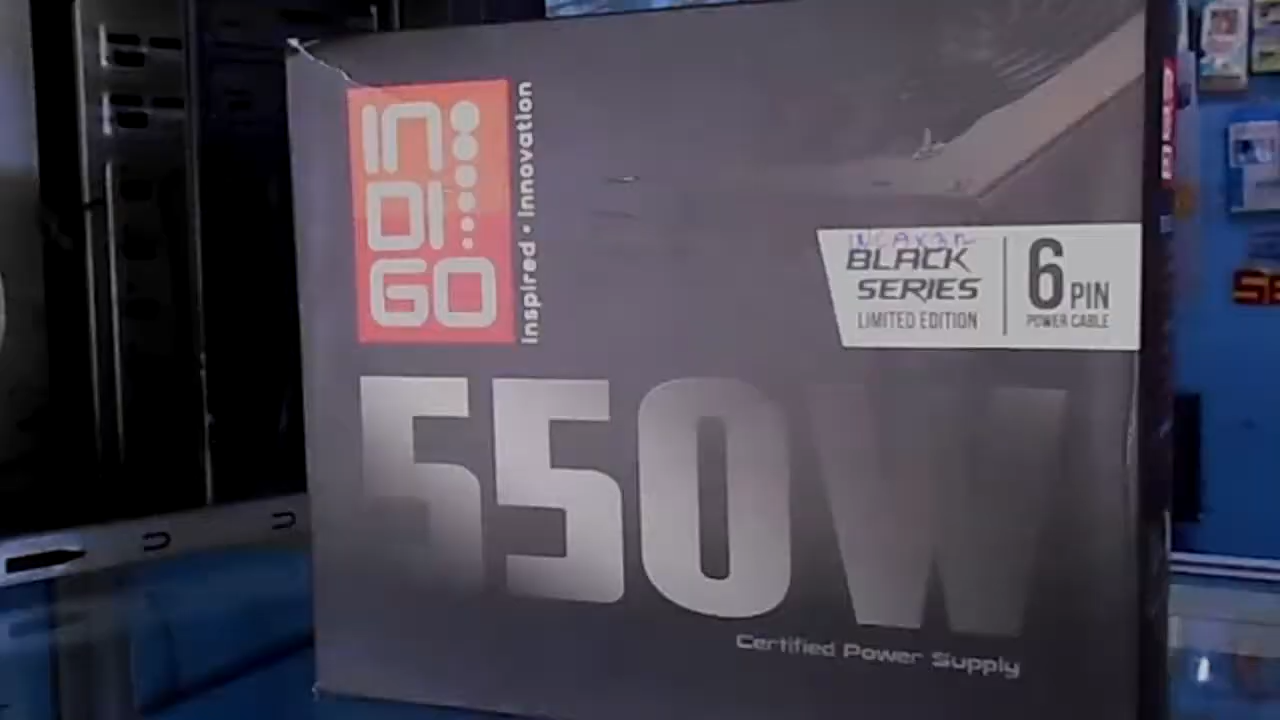 IN
DI
GO
Inspired • Innovation
BLACK
SERIES
LIMITED EDITION
6 PIN
POWER CABLE
550W
Certified Power Supply